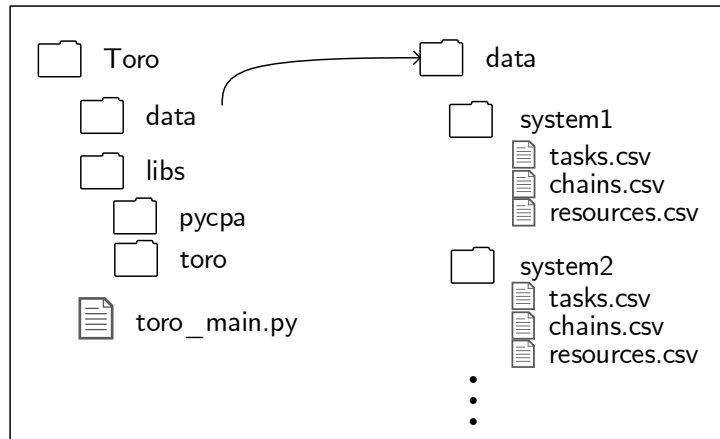 Toro
data
libs
pycpa
toro
toro_main.py
data
system1
tasks.csv
chains.csv
resources.csv
system2
tasks.csv
chains.csv
resources.csv